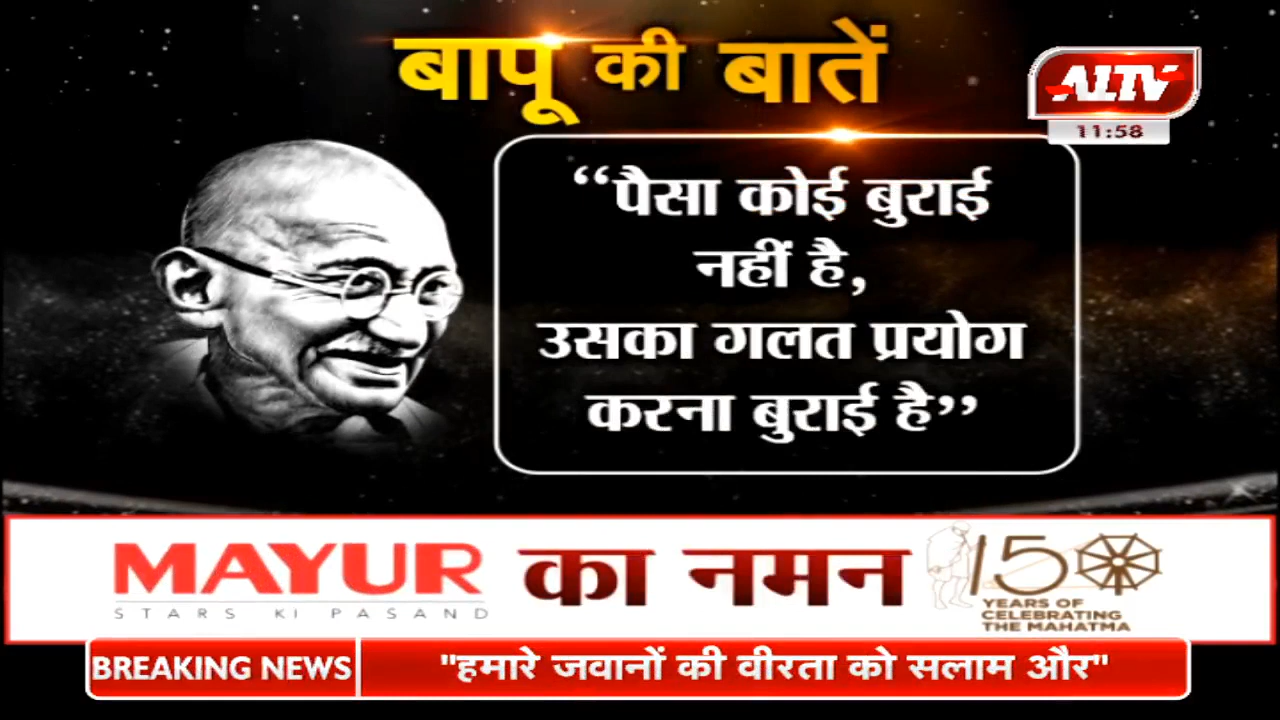 बापू की बातें
ALTV
11:58
“पैसा कोई बुराई
नहीं है,
उसका गलत प्रयोग
करना बुराई है”
MAYUR का नमन
STARS KI PASAND
150
YEARS OF
CELEBRATING
THE MAHATMA
BREAKING NEWS
"हमारे जवानों की वीरता को सलाम और"